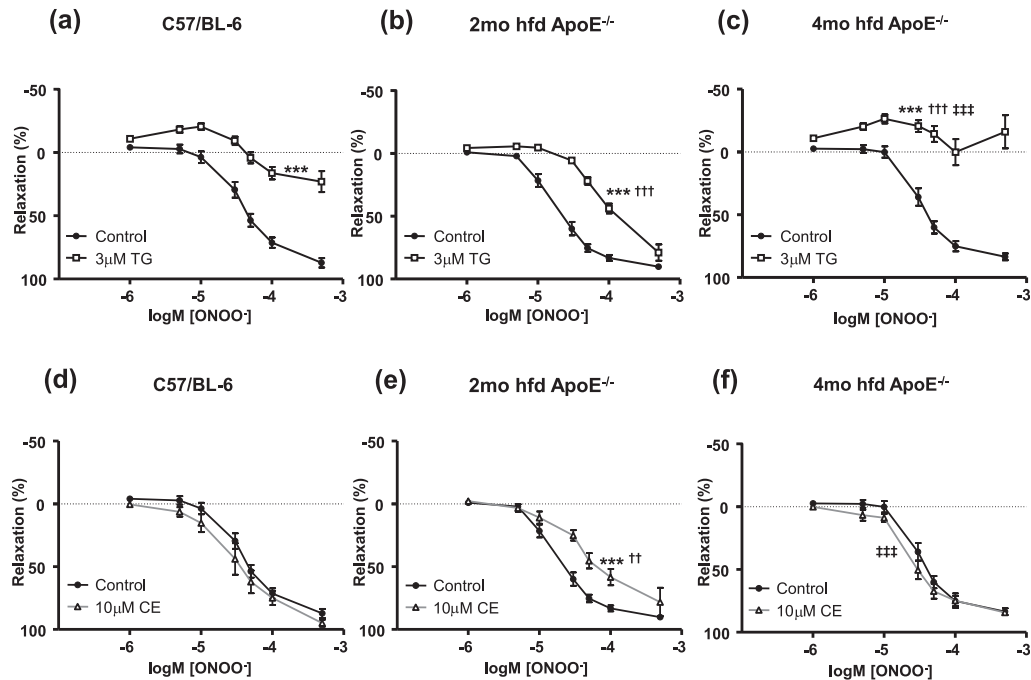 (a) C57/BL-6
-50
0
50
100
Relaxation (%)
***
Control
3μM TG
-6 -5 -4 -3
logM [ONOO-]
(b) 2mo hfd ApoE-/-
-50
0
50
100
Relaxation (%)
*** †††
Control
3μM TG
-6 -5 -4 -3
logM [ONOO-]
(c) 4mo hfd ApoE-/-
-50
0
50
100
Relaxation (%)
*** ††† ‡‡‡
Control
3μM TG
-6 -5 -4 -3
logM [ONOO-]
(d) C57/BL-6
-50
0
50
100
Relaxation (%)
Control
10μM CE
-6 -5 -4 -3
logM [ONOO-]
(e) 2mo hfd ApoE-/-
-50
0
50
100
Relaxation (%)
*** ††
Control
10μM CE
-6 -5 -4 -3
logM [ONOO-]
(f) 4mo hfd ApoE-/-
-50
0
50
100
Relaxation (%)
‡‡‡
Control
10μM CE
-6 -5 -4 -3
logM [ONOO-]